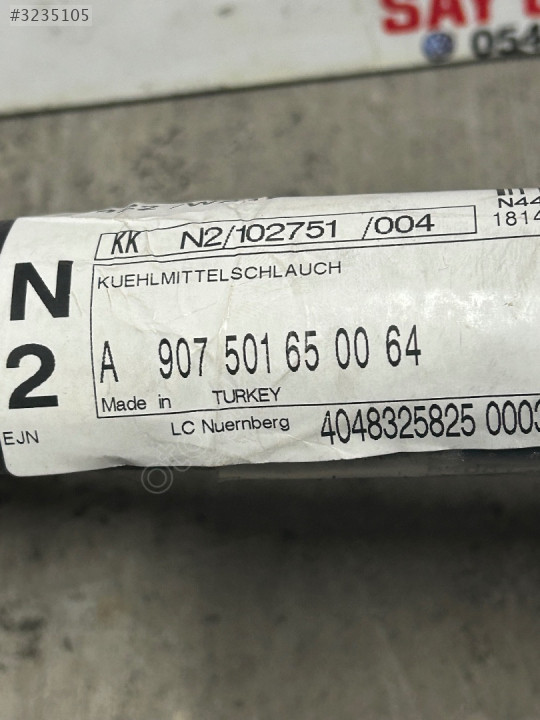 #3235105
SAY
054
N44
1814
KK N2/102751 /004
KUEHLMITTELSCHLAUCH
N
2
A 907 501 65 00 64
Made in TURKEY
EJN
LC Nuernberg
4048325825 0003